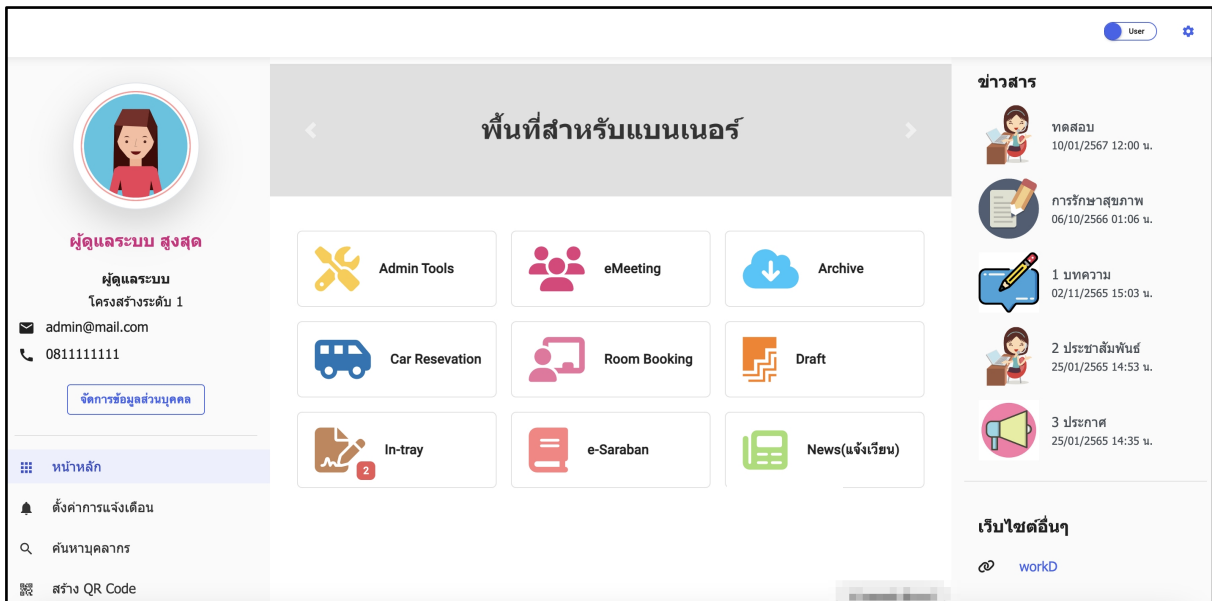 User
ผู้ดูแลระบบ สูงสุด
ผู้ดูแลระบบ
โครงสร้างระดับ 1
admin@mail.com
0811111111
จัดการข้อมูลส่วนบุคคล
หน้าหลัก
ตั้งค่าการแจ้งเตือน
ค้นหาบุคลากร
สร้าง QR Code
พื้นที่สำหรับแบนเนอร์
Admin Tools
eMeeting
Archive
Car Resevation
Room Booking
Draft
In-tray
2
e-Saraban
News(แจ้งเวียน)
ข่าวสาร
ทดสอบ
10/01/2567 12:00 น.
การรักษาสุขภาพ
06/10/2566 01:06 น.
1 บทความ
02/11/2565 15:03 น.
2 ประชาสัมพันธ์
25/01/2565 14:53 น.
3 ประกาศ
25/01/2565 14:35 น.
เว็บไซต์อื่นๆ
workD